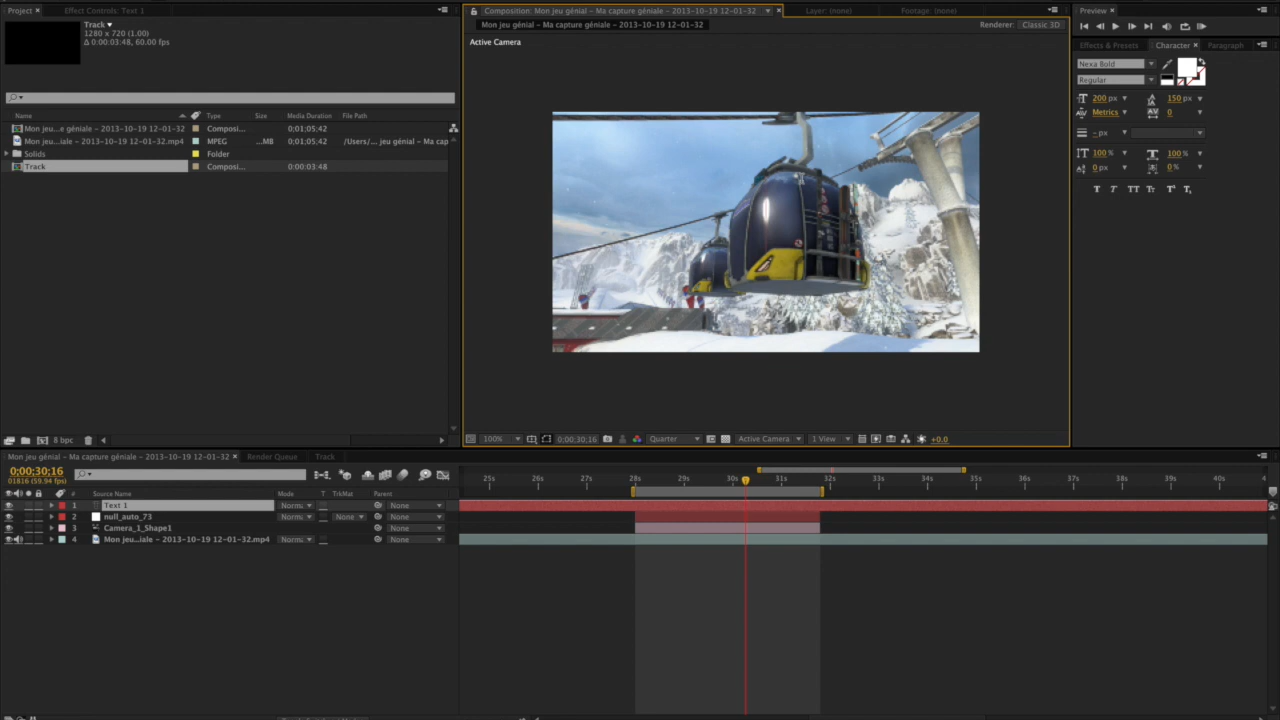 Project
Effect Controls: Text 1
Track
1280 x 720 (1.00)
Δ 0:00:03:48, 60.00 fps
Name Type Size Media Duration File Path
Mon jeu...e géniale – 2013-10-19 12-01-32 Composi... 0;01;05;42
Mon jeu...iale – 2013-10-19 12-01-32.mp4 MPEG ...MB 0;01;05;42 /Users/... jeu génial – Ma cap
Solids Folder
Track Composi... 0:00:03:48
8 bpc
Composition: Mon jeu génial – Ma capture géniale – 2013-10-19 12-01-32
Layer: (none)
Footage: (none)
Mon jeu génial – Ma capture géniale – 2013-10-19 12-01-32
Renderer: Classic 3D
Active Camera
100% 0;00;30;16 Quarter Active Camera 1 View +0.0
Preview
Effects & Presets Character Paragraph
Nexa Bold
Regular
200 px 150 px
Metrics 0
- px
100% 100%
0 px 0%
T T TT Tr T T
Mon jeu génial – Ma capture géniale – 2013-10-19 12-01-32 Render Queue Track
0;00;30;16
01816 (59.94 fps)
25s 26s 27s 28s 29s 30s 31s 32s 33s 34s 35s 36s 37s 38s 39s 40s
# Source Name Mode T TrkMat Parent
1 Text 1 Norm: None
2 null_auto_73 Norm: None None
3 Camera_1_Shape1 None
4 Mon jeu...iale – 2013-10-19 12-01-32.mp4 Norm: None